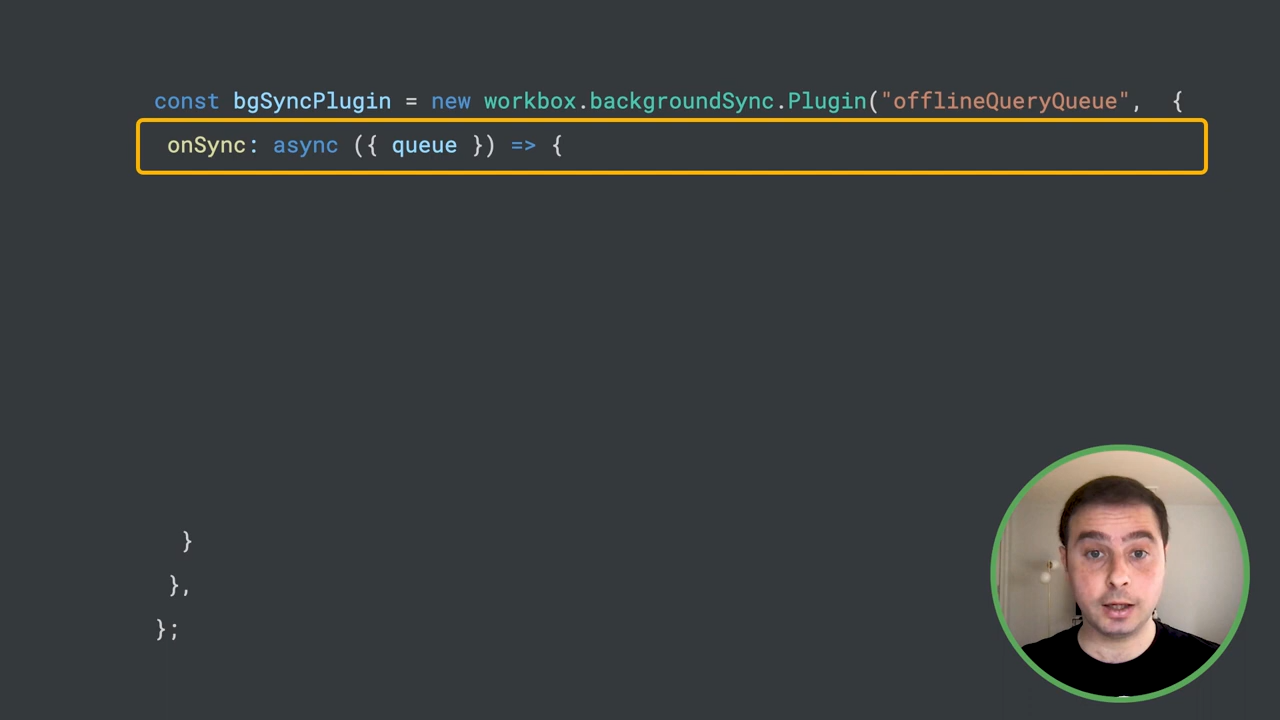 const bgSyncPlugin = new workbox.backgroundSync.Plugin("offlineQueryQueue",  {
onSync: async ({ queue }) => {
}
},
};